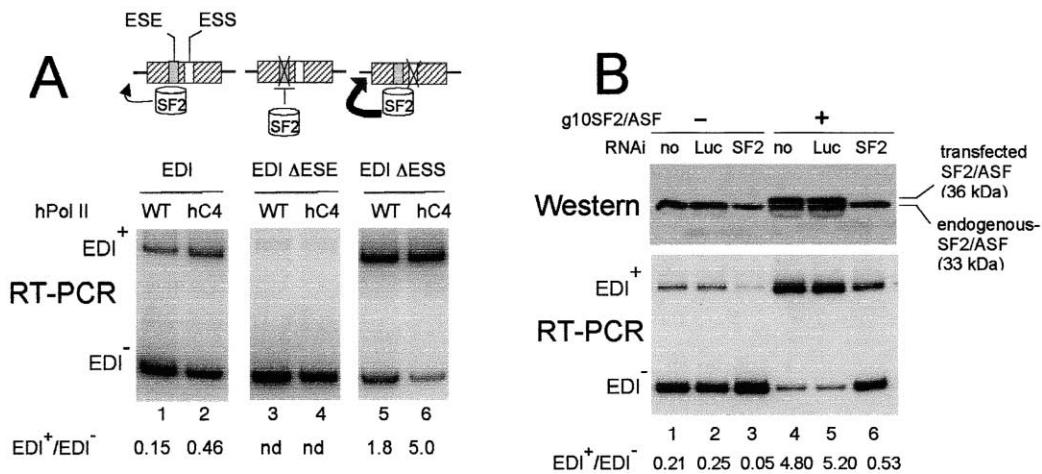 A
ESE ESS
SF2
SF2
SF2
EDI EDI ΔESE EDI ΔESS
hPol II WT hC4 WT hC4 WT hC4
EDI+
RT-PCR
EDI-
1 2 3 4 5 6
EDI+/EDI- 0.15 0.46 nd nd 1.8 5.0
B
g10SF2/ASF - +
RNAi no Luc SF2 no Luc SF2
Western
transfected
SF2/ASF
(36 kDa)
endogenous-
SF2/ASF
(33 kDa)
EDI+
RT-PCR
EDI-
1 2 3 4 5 6
EDI+/EDI- 0.21 0.25 0.05 4.80 5.20 0.53